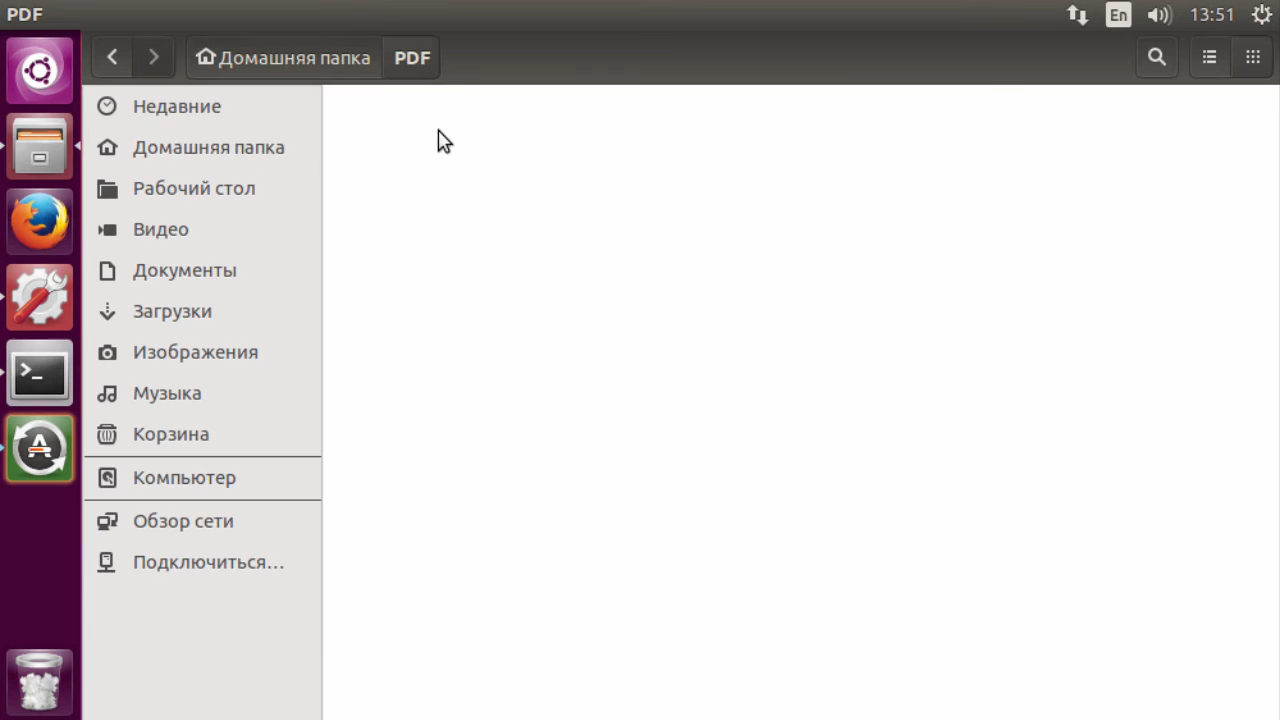 PDF
En
13:51
Домашняя папка
PDF
Недавние
Домашняя папка
Рабочий стол
Видео
Документы
Загрузки
Изображения
Музыка
Корзина
Компьютер
Обзор сети
Подключиться…